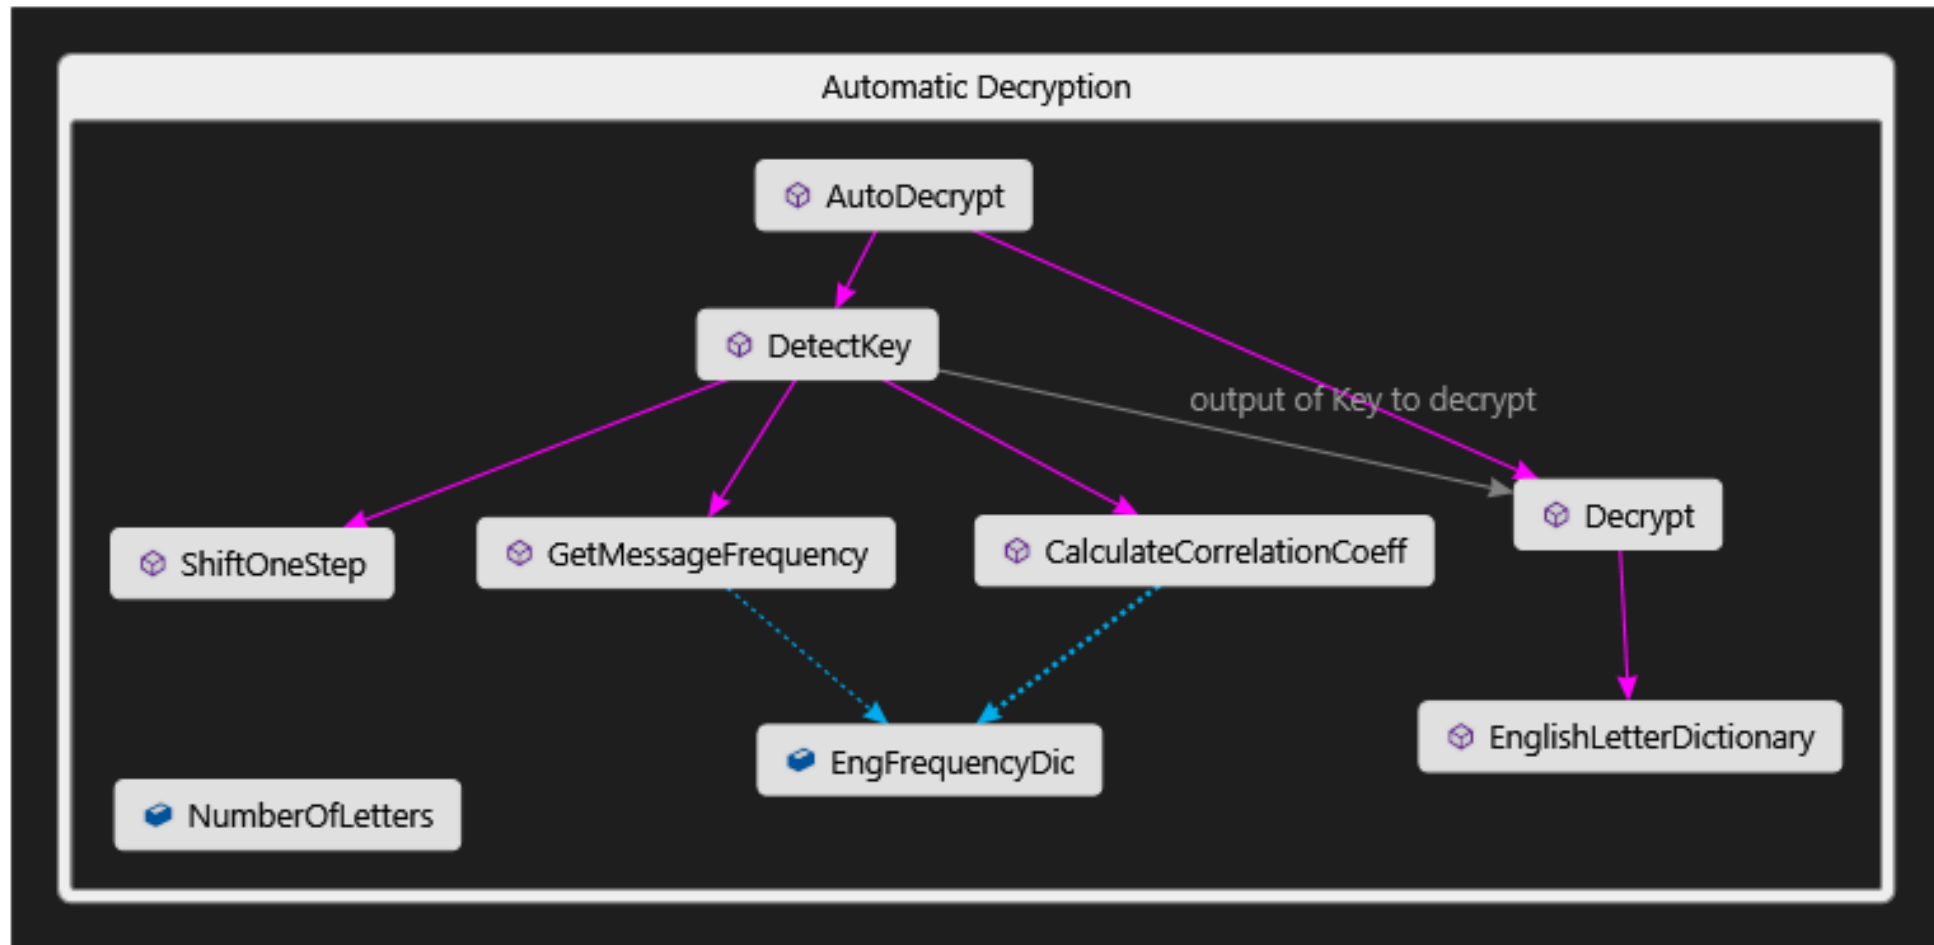 Automatic Decryption
AutoDecrypt
DetectKey
output of Key to decrypt
Decrypt
ShiftOneStep
GetMessageFrequency
CalculateCorrelationCoeff
EnglishLetterDictionary
EngFrequencyDic
NumberOfLetters